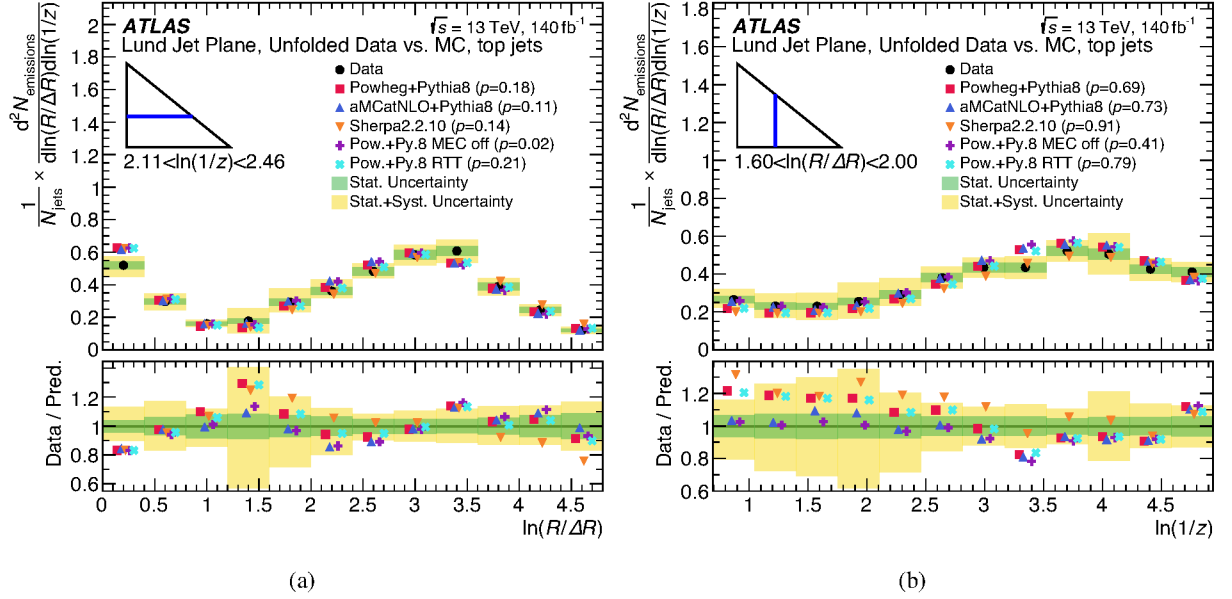 ATLAS √s = 13 TeV, 140 fb⁻¹
Lund Jet Plane, Unfolded Data vs. MC, top jets
Data
Powheg+Pythia8 (p=0.18)
aMCatNLO+Pythia8 (p=0.11)
Sherpa2.2.10 (p=0.14)
Pow.+Py.8 MEC off (p=0.02)
Pow.+Py.8 RTT (p=0.21)
Stat. Uncertainty
Stat.+Syst. Uncertainty
2.11<ln(1/z)<2.46
1/N_jets × d²N_emissions/dln(R/ΔR)dln(1/z)
2
1.8
1.6
1.4
1.2
1
0.8
0.6
0.4
0.2
0
Data / Pred.
1.2
1
0.8
0.6
0 0.5 1 1.5 2 2.5 3 3.5 4 4.5
ln(R/ΔR)
(a)
ATLAS √s = 13 TeV, 140 fb⁻¹
Lund Jet Plane, Unfolded Data vs. MC, top jets
Data
Powheg+Pythia8 (p=0.69)
aMCatNLO+Pythia8 (p=0.73)
Sherpa2.2.10 (p=0.91)
Pow.+Py.8 MEC off (p=0.41)
Pow.+Py.8 RTT (p=0.79)
Stat. Uncertainty
Stat.+Syst. Uncertainty
1.60<ln(R/ΔR)<2.00
1/N_jets × d²N_emissions/dln(R/ΔR)dln(1/z)
2
1.8
1.6
1.4
1.2
1
0.8
0.6
0.4
0.2
0
Data / Pred.
1.2
1
0.8
0.6
1 1.5 2 2.5 3 3.5 4 4.5
ln(1/z)
(b)